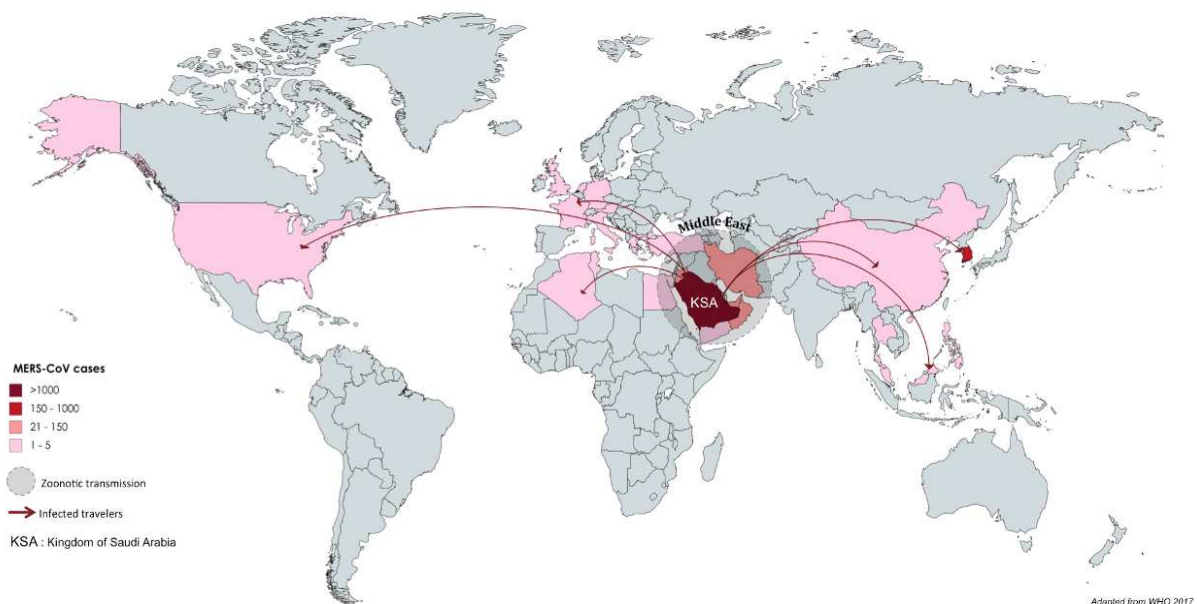 Middle East
KSA
MERS-CoV cases
>1000
150 - 1000
21 - 150
1 - 5
Zoonotic transmission
Infected travelers
KSA : Kingdom of Saudi Arabia
Adapted from WHO 2017